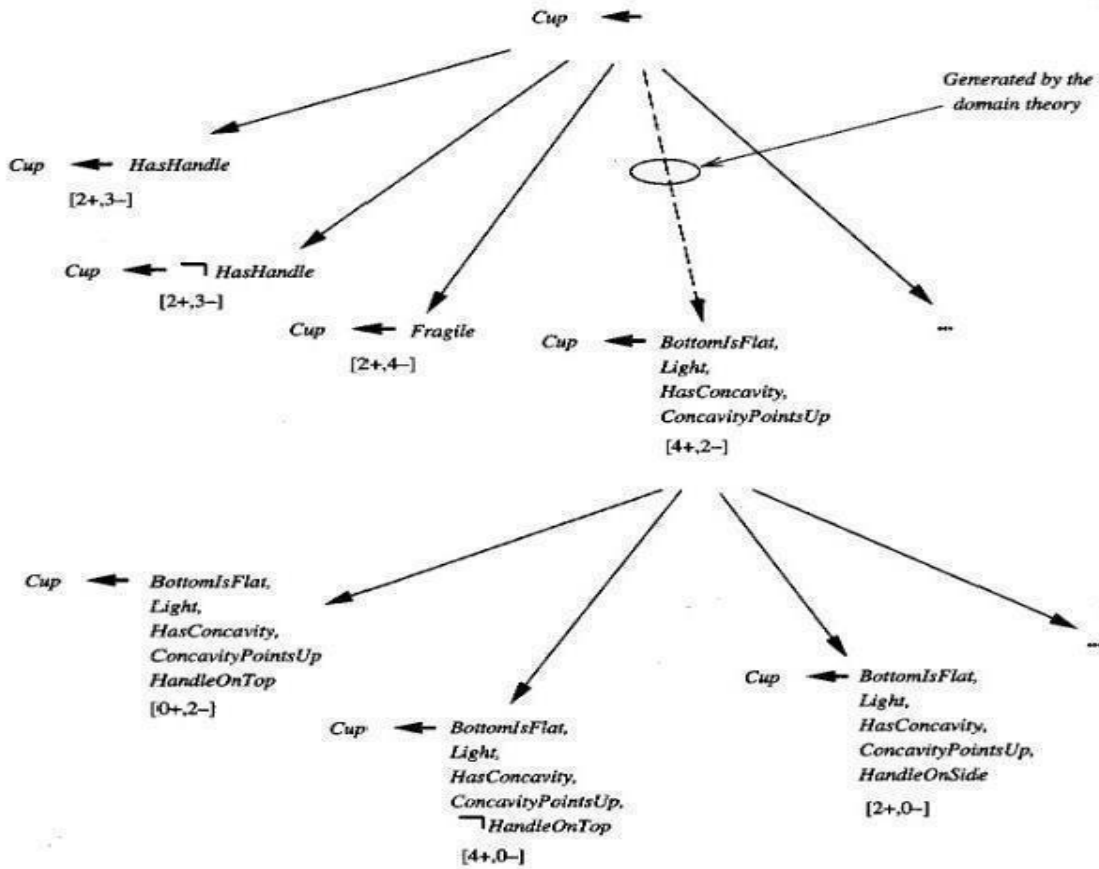 Cup ←
Generated by the
domain theory
Cup ← HasHandle
[2+,3–]
Cup ← ¬ HasHandle
[2+,3–]
Cup ← Fragile
[2+,4–]
Cup ← BottomIsFlat,
Light,
HasConcavity,
ConcavityPointsUp
[4+,2–]
...
Cup ← BottomIsFlat,
Light,
HasConcavity,
ConcavityPointsUp
HandleOnTop
[0+,2–]
Cup ← BottomIsFlat,
Light,
HasConcavity,
ConcavityPointsUp,
¬ HandleOnTop
[4+,0–]
Cup ← BottomIsFlat,
Light,
HasConcavity,
ConcavityPointsUp,
HandleOnSide
[2+,0–]
...